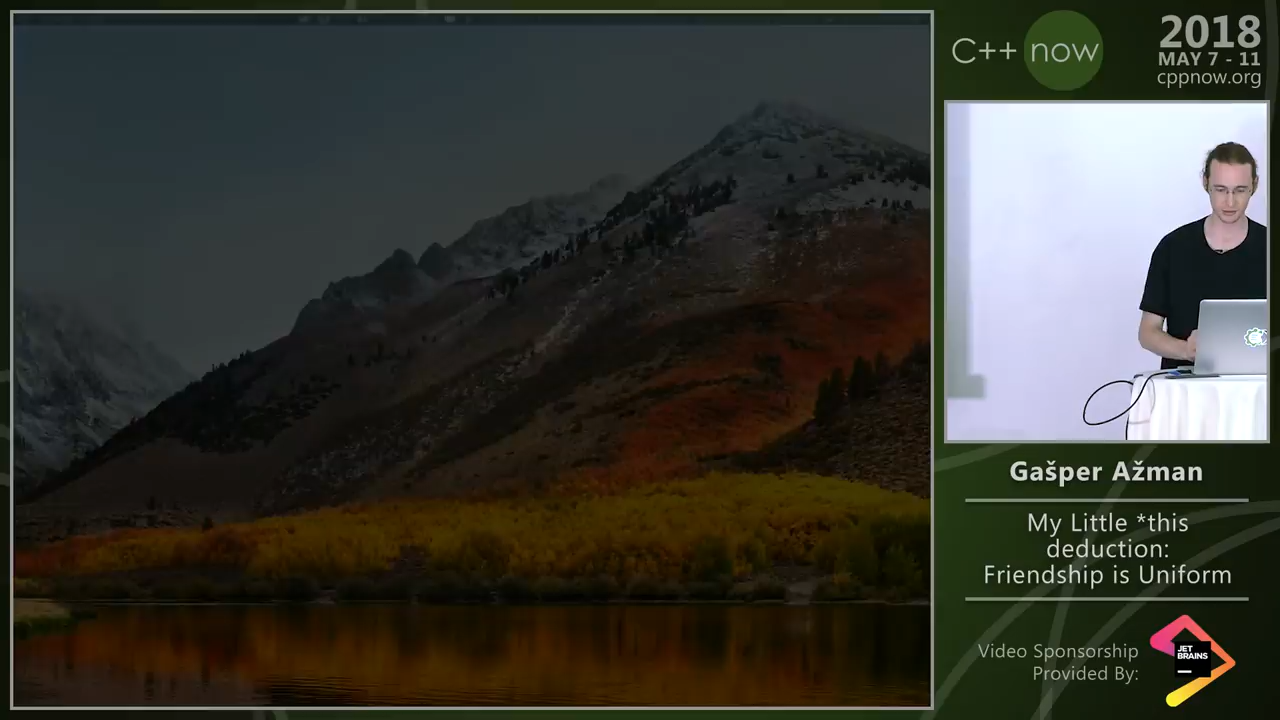 C++ now
2018
MAY 7 - 11
cppnow.org
Gašper Ažman
My Little *this
deduction:
Friendship is Uniform
Video Sponsorship
Provided By:
JET
BRAINS